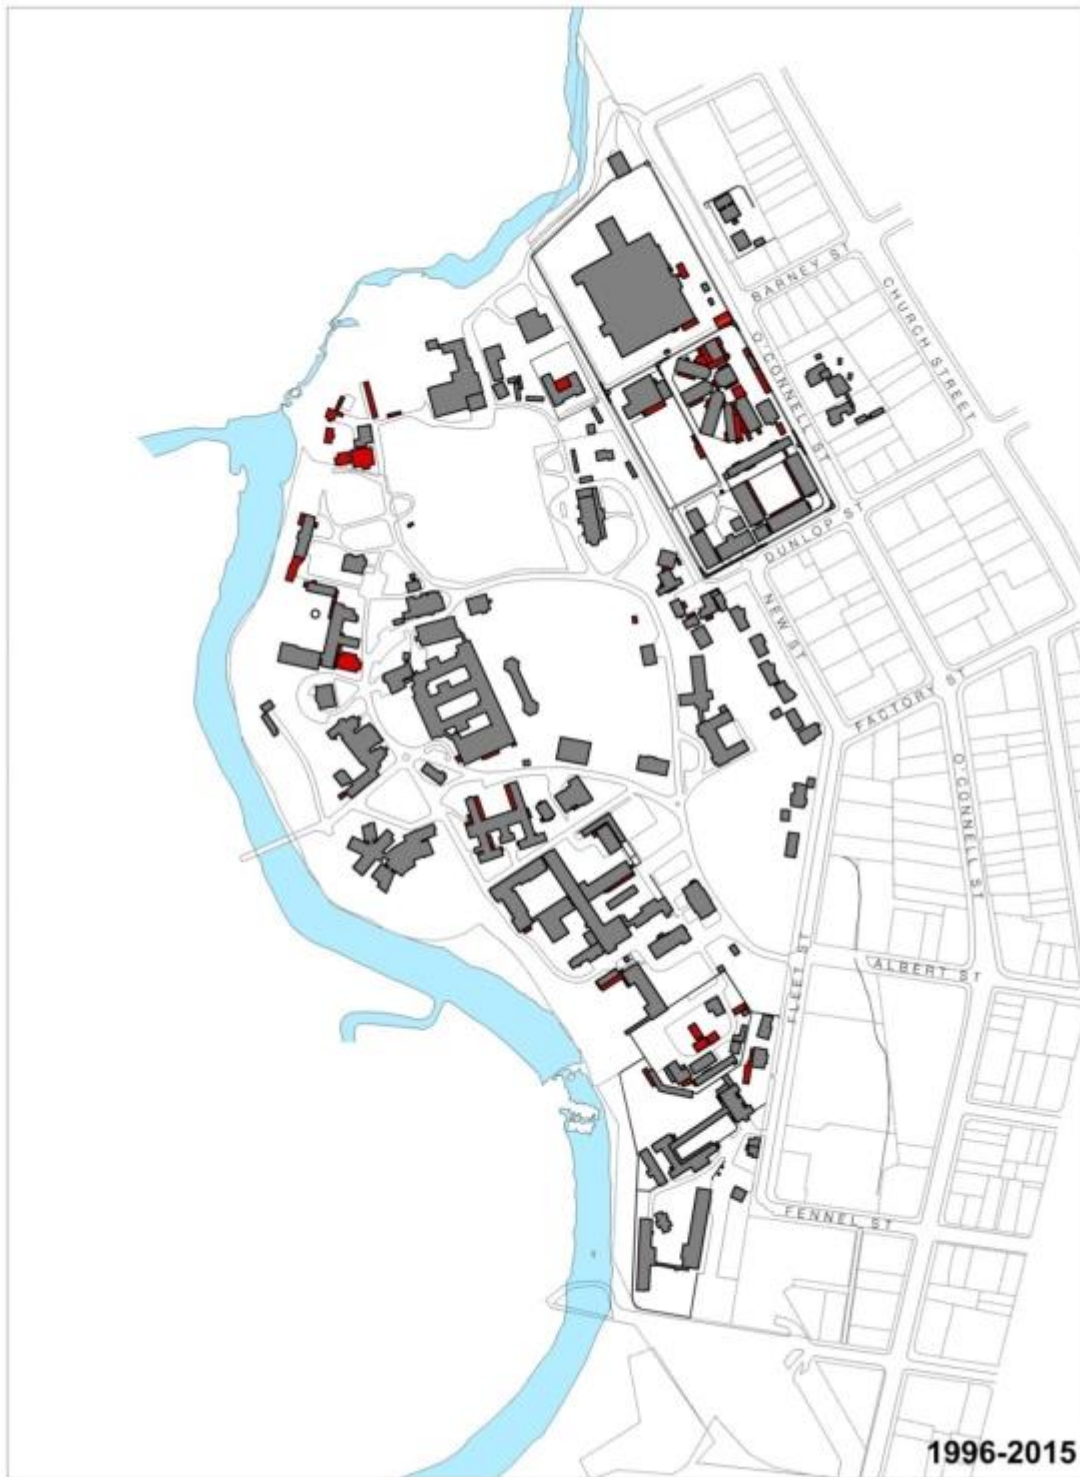 BARNEY ST
CHURCH STREET
O'CONNELL ST
DUNLOP ST
NEW ST
FACTORY ST
O'CONNELL ST
FLEET ST
ALBERT ST
FENNEL ST
1996-2015